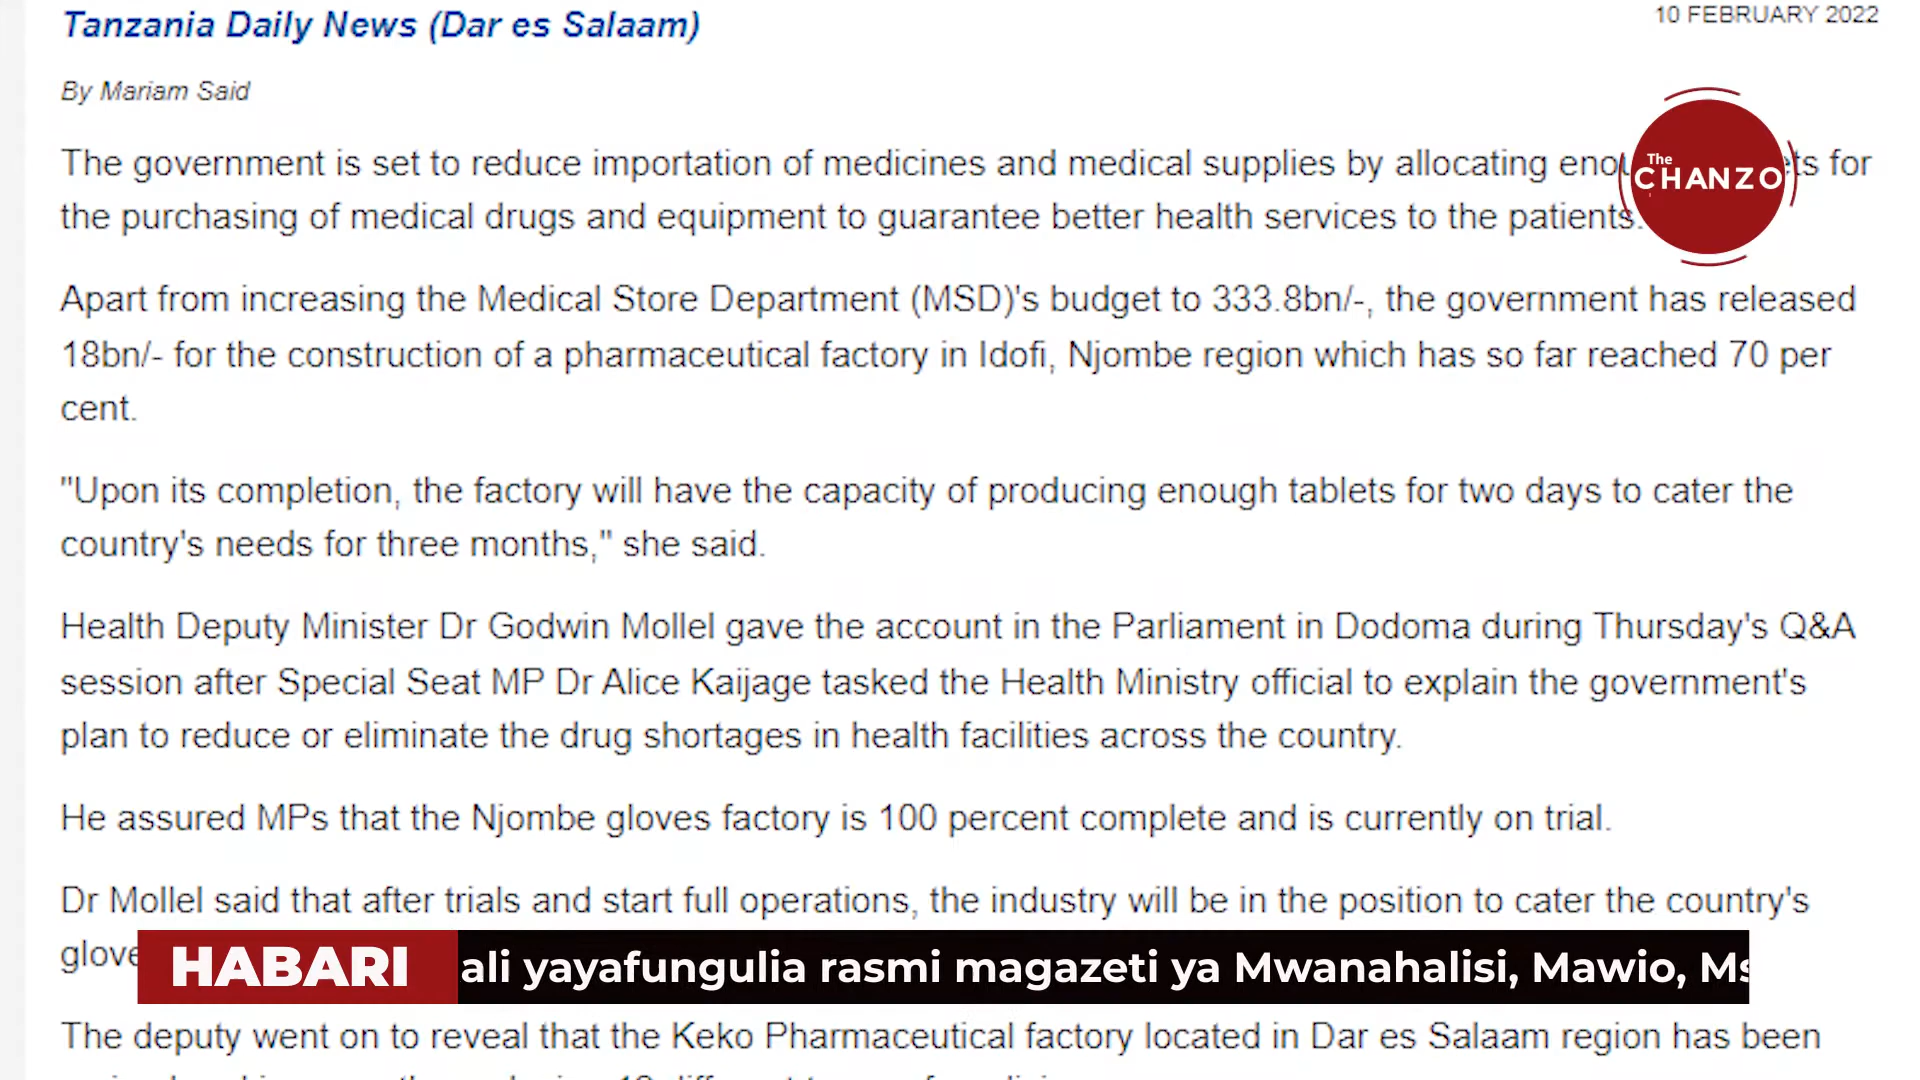 Tanzania Daily News (Dar es Salaam)
10 FEBRUARY 2022
By Mariam Said
The government is set to reduce importation of medicines and medical supplies by allocating for
the purchasing of medical drugs and equipment to guarantee better health services to the patients.
The
CHANZO
Apart from increasing the Medical Store Department (MSD)'s budget to 333.8bn/-, the government has released
18bn/- for the construction of a pharmaceutical factory in Idofi, Njombe region which has so far reached 70 per
cent.
"Upon its completion, the factory will have the capacity of producing enough tablets for two days to cater the
country's needs for three months," she said.
Health Deputy Minister Dr Godwin Mollel gave the account in the Parliament in Dodoma during Thursday's Q&A
session after Special Seat MP Dr Alice Kaijage tasked the Health Ministry official to explain the government's
plan to reduce or eliminate the drug shortages in health facilities across the country.
He assured MPs that the Njombe gloves factory is 100 percent complete and is currently on trial.
Dr Mollel said that after trials and start full operations, the industry will be in the position to cater the country's
HABARI
ali yayafungulia rasmi magazeti ya Mwanahalisi, Mawio,
The deputy went on to reveal that the Keko Pharmaceutical factory located in Dar es Salaam region has been